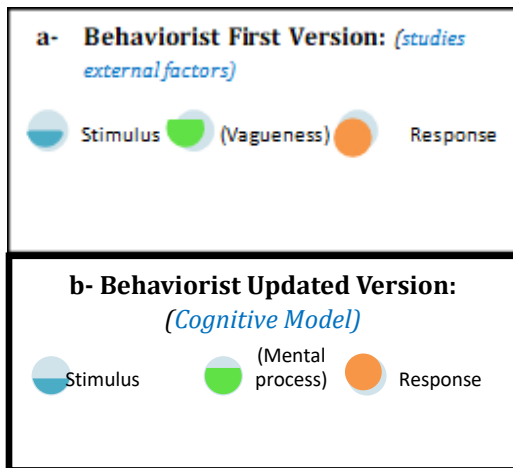 a- Behaviorist First Version: (studies
external factors)
Stimulus (Vagueness) Response
b- Behaviorist Updated Version:
(Cognitive Model)
Stimulus (Mental process) Response